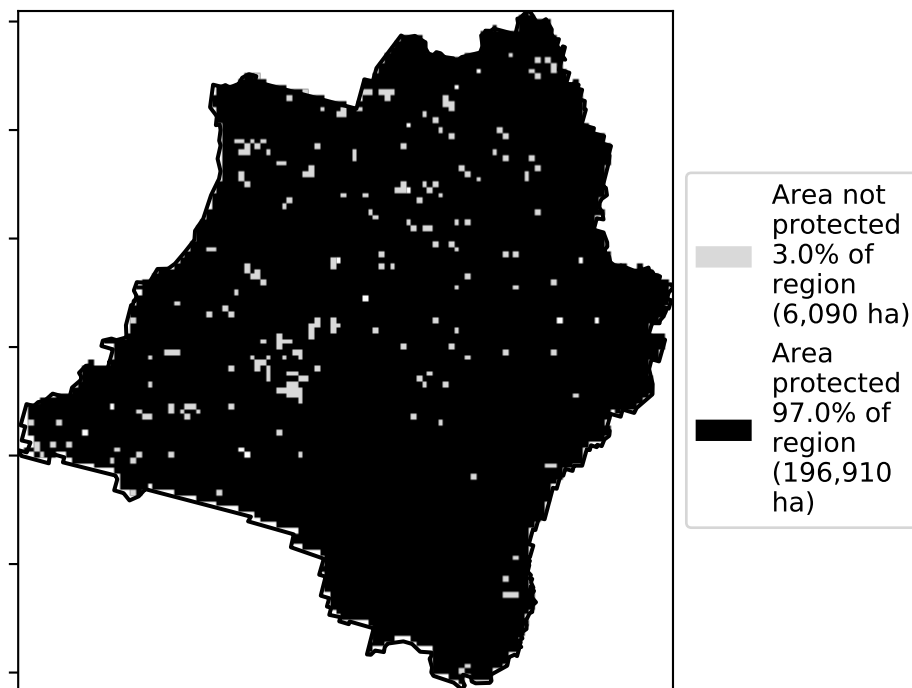 Area not
protected
3.0% of
region
(6,090 ha)
Area
protected
97.0% of
region
(196,910
ha)